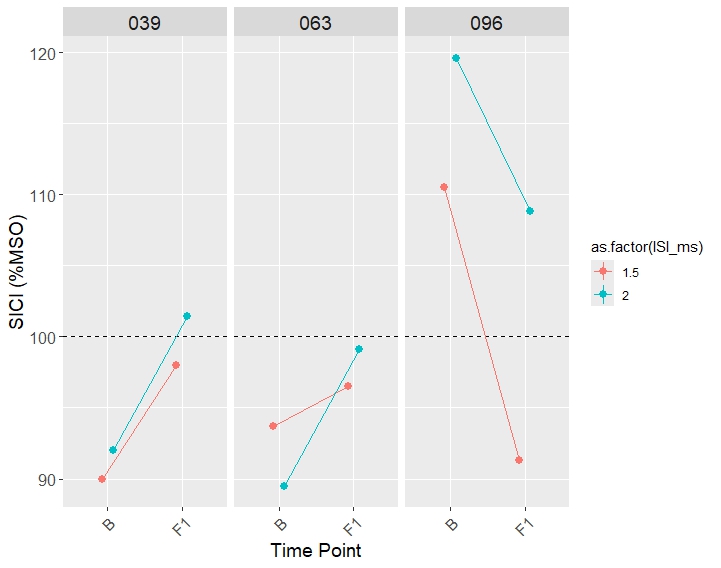 039 063 096
120
110
100
90
SICI (%MSO)
B F1 B F1 B F1
Time Point
as.factor(ISI_ms)
1.5
2